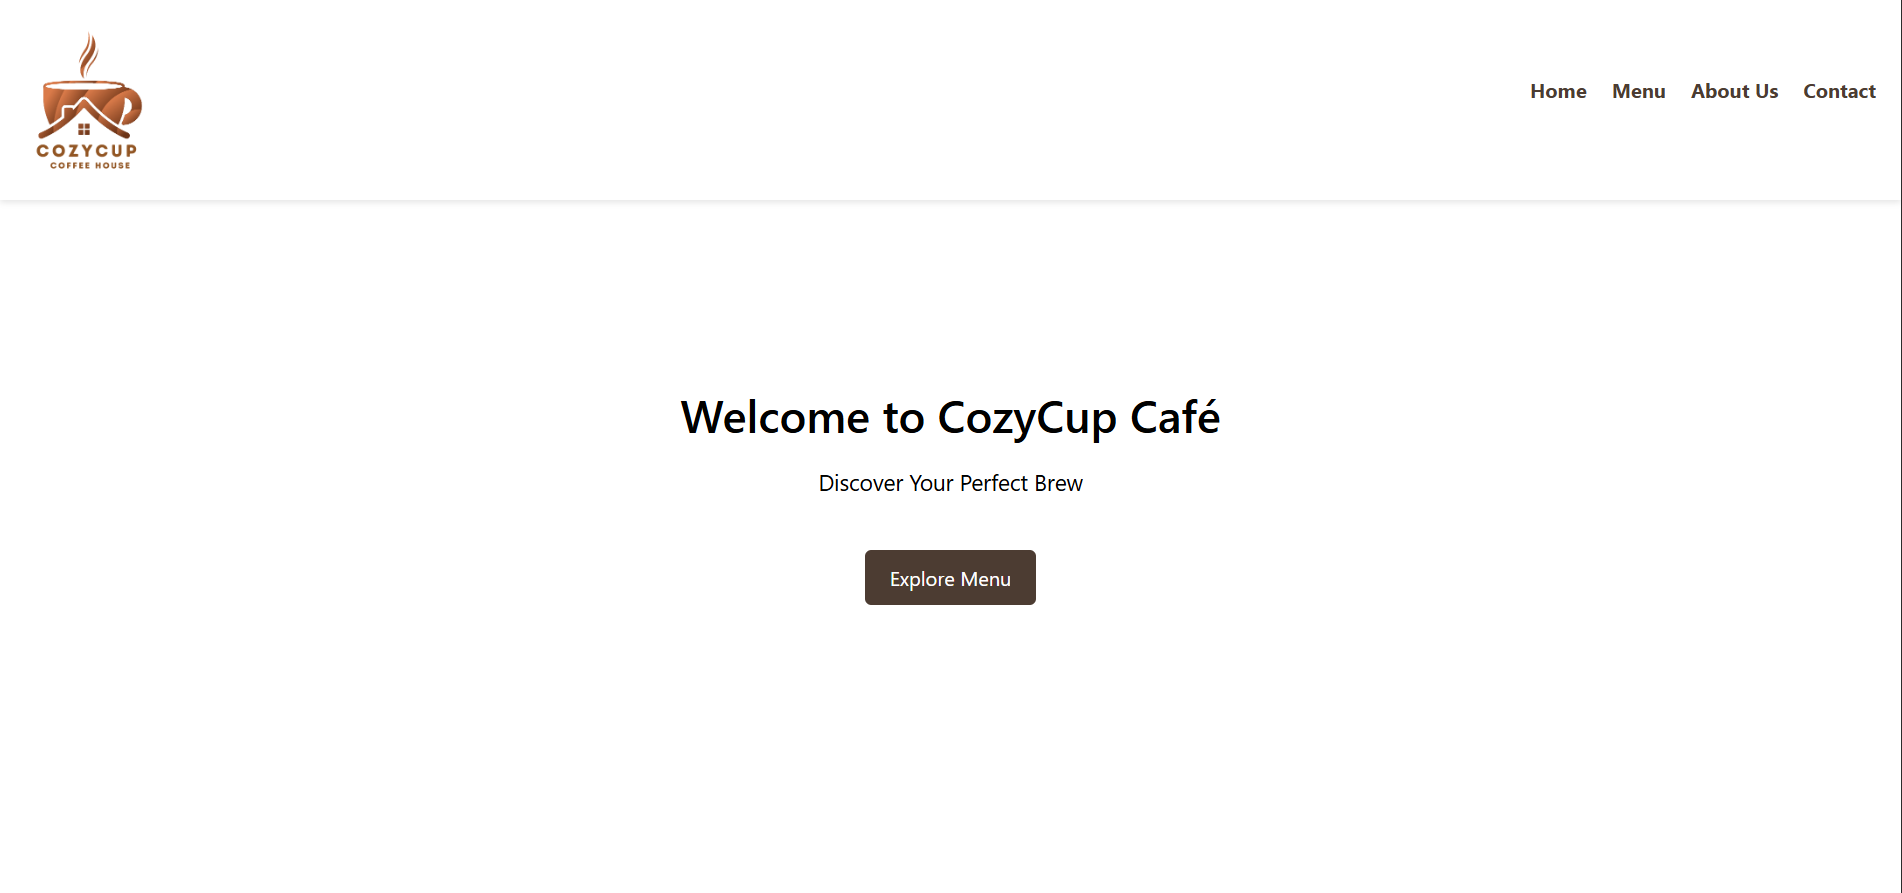 COZYCUP
COFFEE HOUSE
Home Menu About Us Contact
Welcome to CozyCup Café
Discover Your Perfect Brew
Explore Menu